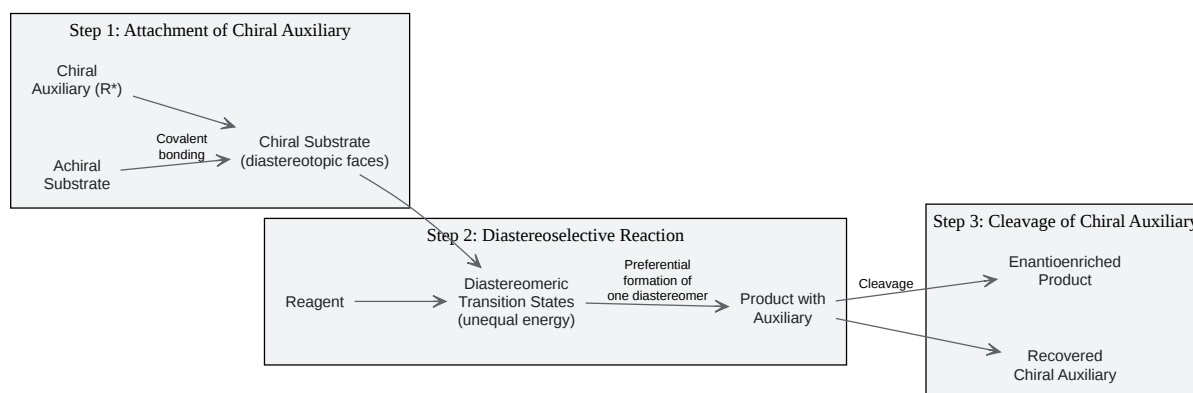 Step 1: Attachment of Chiral Auxiliary
Chiral
Auxiliary (R*)
Covalent
bonding
Achiral
Substrate
Chiral Substrate
(diastereotopic faces)
Step 2: Diastereoselective Reaction
Reagent
Diastereomeric
Transition States
(unequal energy)
Preferential
formation of
one diastereomer
Product with
Auxiliary
Step 3: Cleavage of Chiral Auxiliary
Cleavage
Enantioenriched
Product
Recovered
Chiral Auxiliary